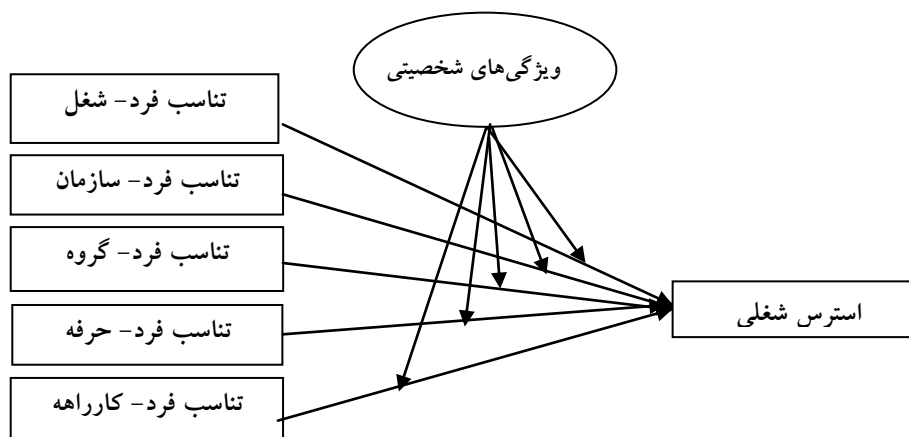 ویژگی‌های شخصیتی
تناسب فرد- شغل
تناسب فرد- سازمان
تناسب فرد- گروه
تناسب فرد- حرفه
تناسب فرد- کارراهه
استرس شغلی